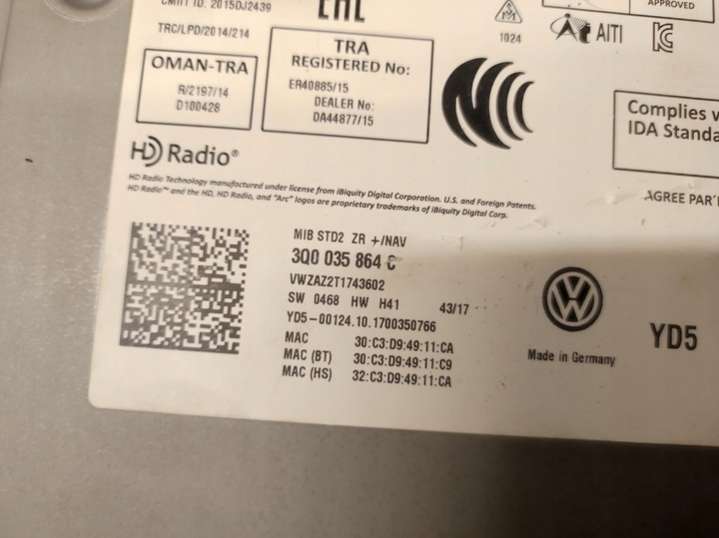 CMIIT ID: 2015DJ2439
TRC/LPD/2014/214
EAC
1024
APPROVED
AITI
OMAN-TRA
R/2197/14
D100428
TRA
REGISTERED No:
ER40885/15
DEALER No:
DA44877/15
Complies
IDA Standa
HD Radio®
HD Radio Technology manufactured under license from iBiquity Digital Corporation. U.S. and Foreign Patents.
HD Radio™ and the HD, HD Radio, and "Arc" logos are proprietary trademarks of iBiquity Digital Corp.
AGREE PAR
MIB STD2 ZR +/NAV
3Q0 035 864 C
VWZAZ2T1743602
SW 0468 HW H41 43/17
YD5-00124.10.1700350766
MAC 30:C3:D9:49:11:CA
MAC (BT) 30:C3:D9:49:11:C9
MAC (HS) 32:C3:D9:49:11:CA
Made in Germany
YD5